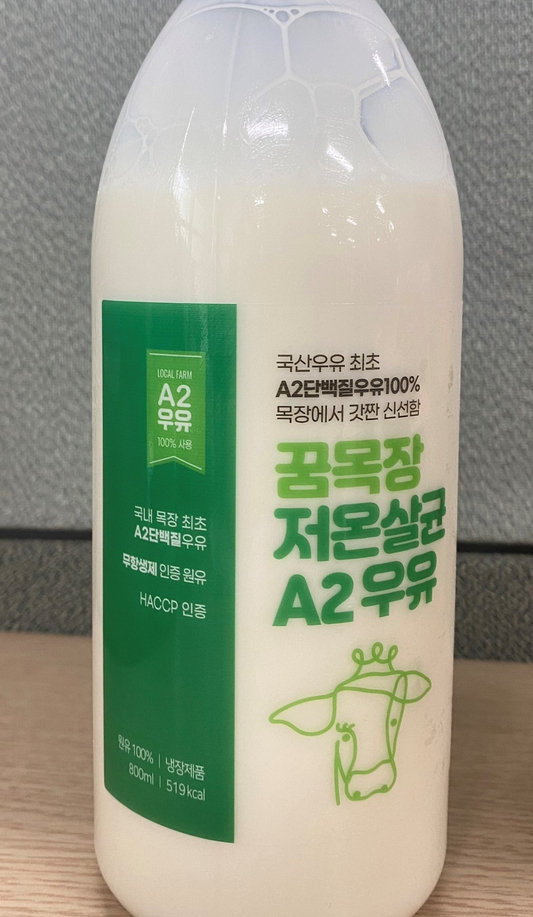 LOCAL FARM
A2
우유
100% 사용
국내 목장 최초
A2단백질우유
무항생제 인증 원유
HACCP 인증
원유 100% | 냉장제품
800ml | 519 kcal
국산우유 최초
A2단백질우유100%
목장에서 갓짠 신선함
꿈목장
저온살균
A2 우유